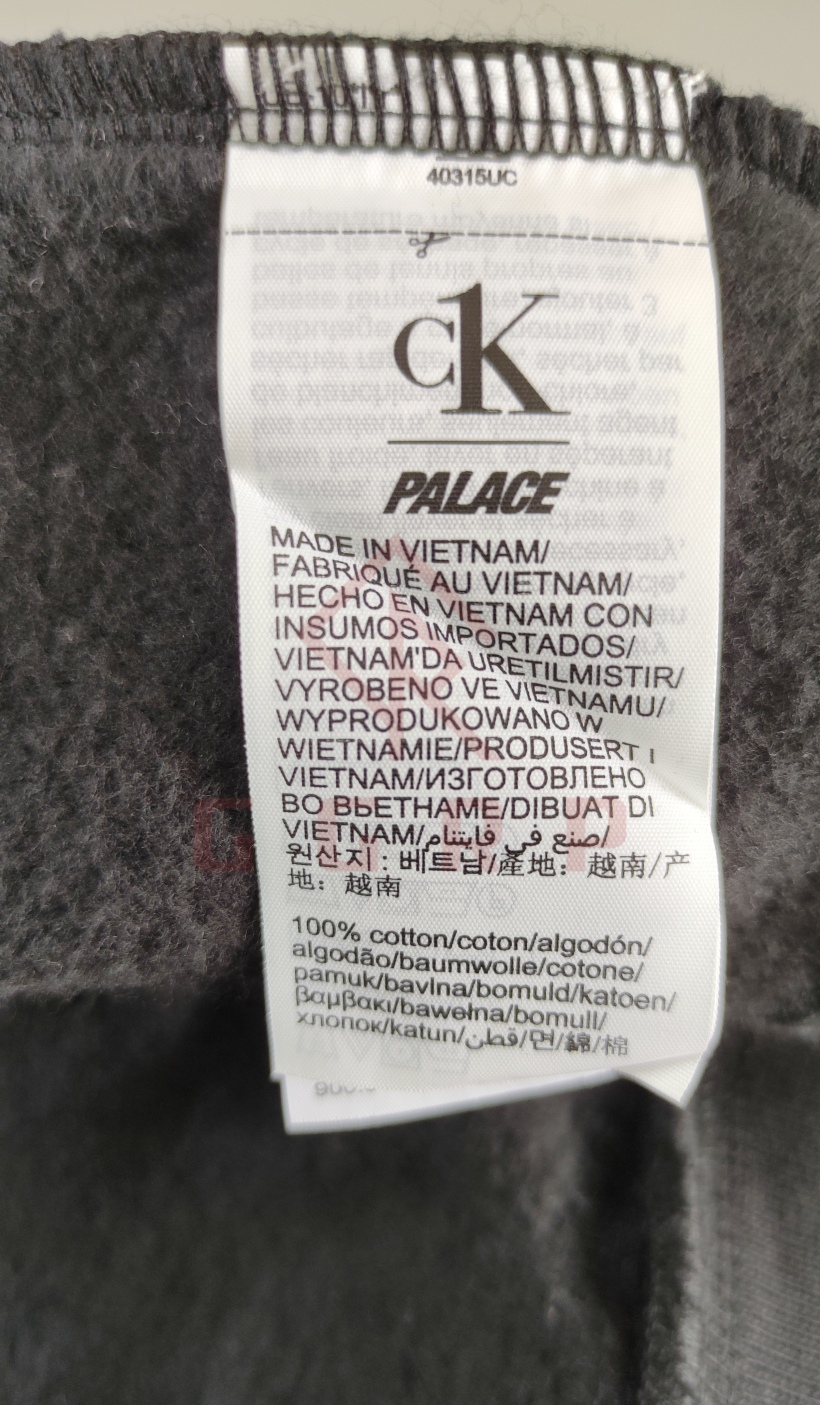 40315UC
cK
PALACE
MADE IN VIETNAM/
FABRIQUÉ AU VIETNAM/
HECHO EN VIETNAM CON
INSUMOS IMPORTADOS/
VIETNAM'DA URETILMISTIR/
VYROBENO VE VIETNAMU/
WYPRODUKOWANO W
WIETNAMIE/PRODUSERT I
VIETNAM/ИЗГОТОВЛЕНО
ВО ВЬЕТНАМЕ/DIBUAT DI
VIETNAM/صنع في فايتنام/
원산지 : 베트남/產地：越南/产
地：越南
100% cotton/coton/algodón/
algodão/baumwolle/cotone/
pamuk/bavlna/bomuld/katoen/
βαμβακι/bawełna/bomull/
хлопок/katun/قطن/면/綿/棉